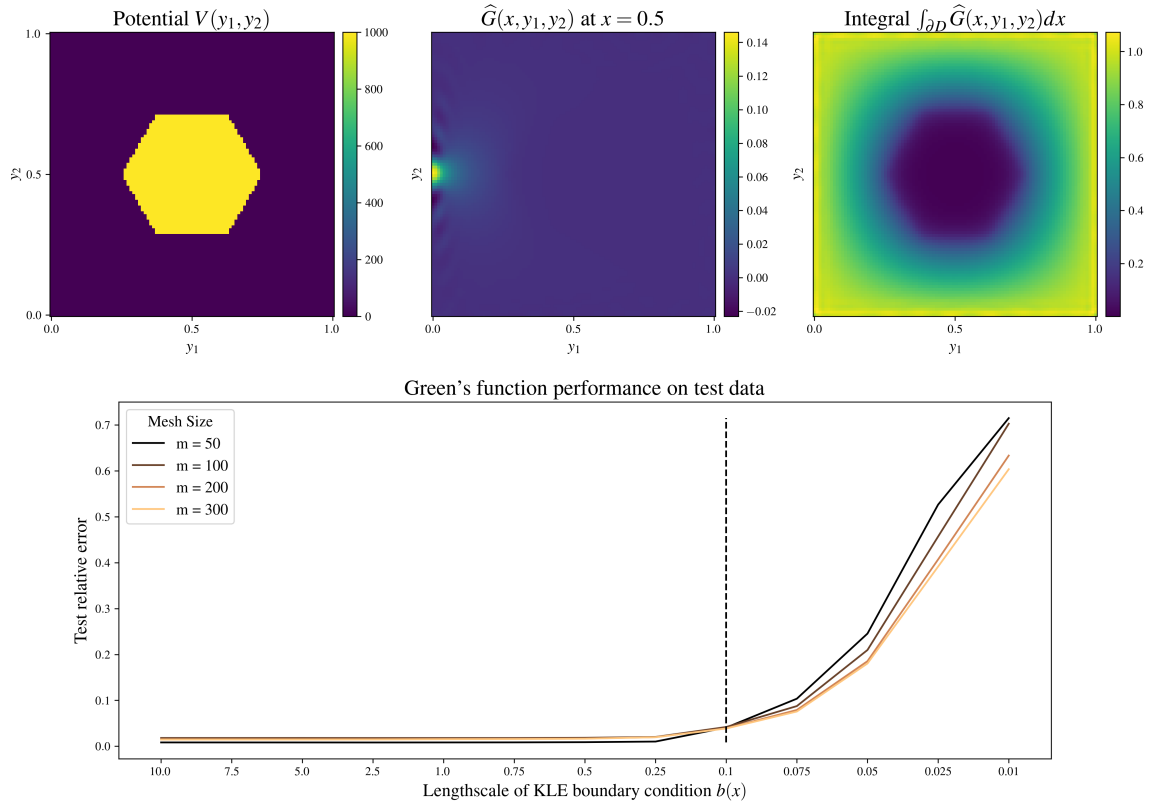 Potential V(y₁, y₂)
1.0
0.5
0.0
y₂
0.0 0.5 1.0
y₁
1000
800
600
400
200
0
Ĝ(x, y₁, y₂) at x = 0.5
y₂
0.0 0.5 1.0
y₁
0.14
0.12
0.10
0.08
0.06
0.04
0.02
0.00
−0.02
Integral ∫∂D Ĝ(x, y₁, y₂)dx
y₂
0.0 0.5 1.0
y₁
1.0
0.8
0.6
0.4
0.2
Green's function performance on test data
Mesh Size
m = 50
m = 100
m = 200
m = 300
Test relative error
0.7
0.6
0.5
0.4
0.3
0.2
0.1
0.0
10.0 7.5 5.0 2.5 1.0 0.75 0.5 0.25 0.1 0.075 0.05 0.025 0.01
Lengthscale of KLE boundary condition b(x)